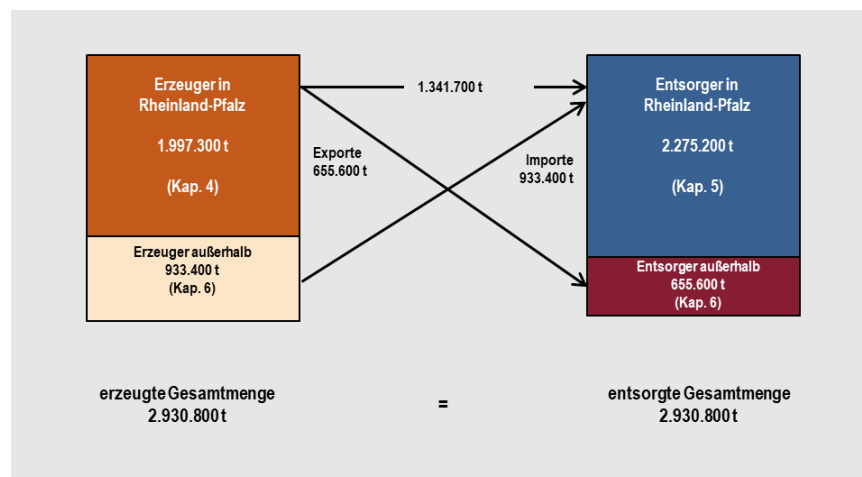 Erzeuger in
Rheinland-Pfalz
1.997.300 t
(Kap. 4)
Erzeuger außerhalb
933.400 t
(Kap. 6)
1.341.700 t
Exporte
655.600 t
Importe
933.400 t
Entsorger in
Rheinland-Pfalz
2.275.200 t
(Kap. 5)
Entsorger außerhalb
655.600 t
(Kap. 6)
erzeugte Gesamtmenge
2.930.800 t
=
entsorgte Gesamtmenge
2.930.800 t